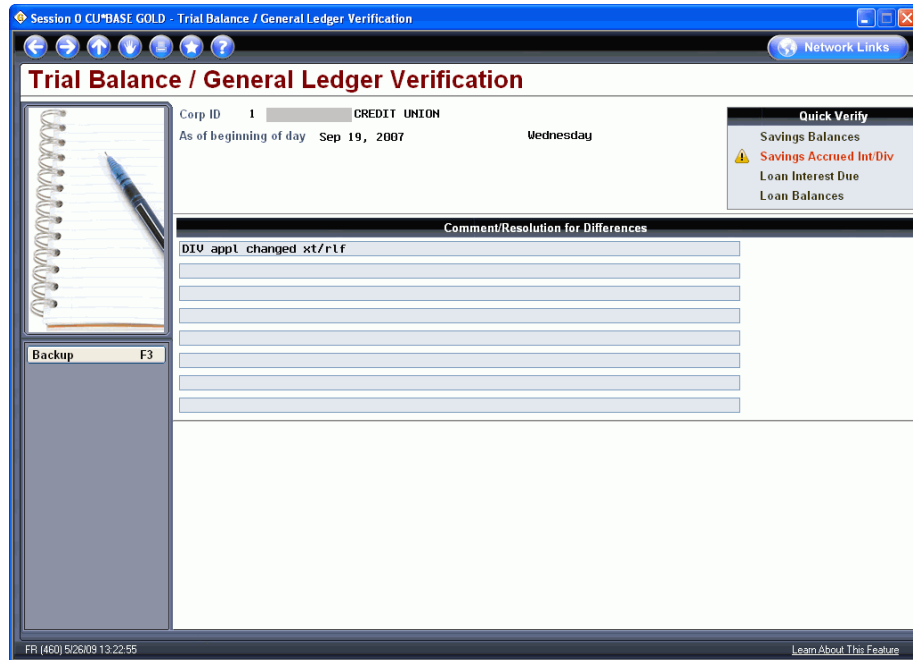 Session 0 CU*BASE GOLD - Trial Balance / General Ledger Verification
Network Links
Trial Balance / General Ledger Verification
Corp ID 1 CREDIT UNION
As of beginning of day Sep 19, 2007 Wednesday
Quick Verify
Savings Balances
Savings Accrued Int/Div
Loan Interest Due
Loan Balances
Comment/Resolution for Differences
DIV appl changed xt/rlf
Backup F3
FR (460) 5/26/09 13:22:55
Learn About This Feature